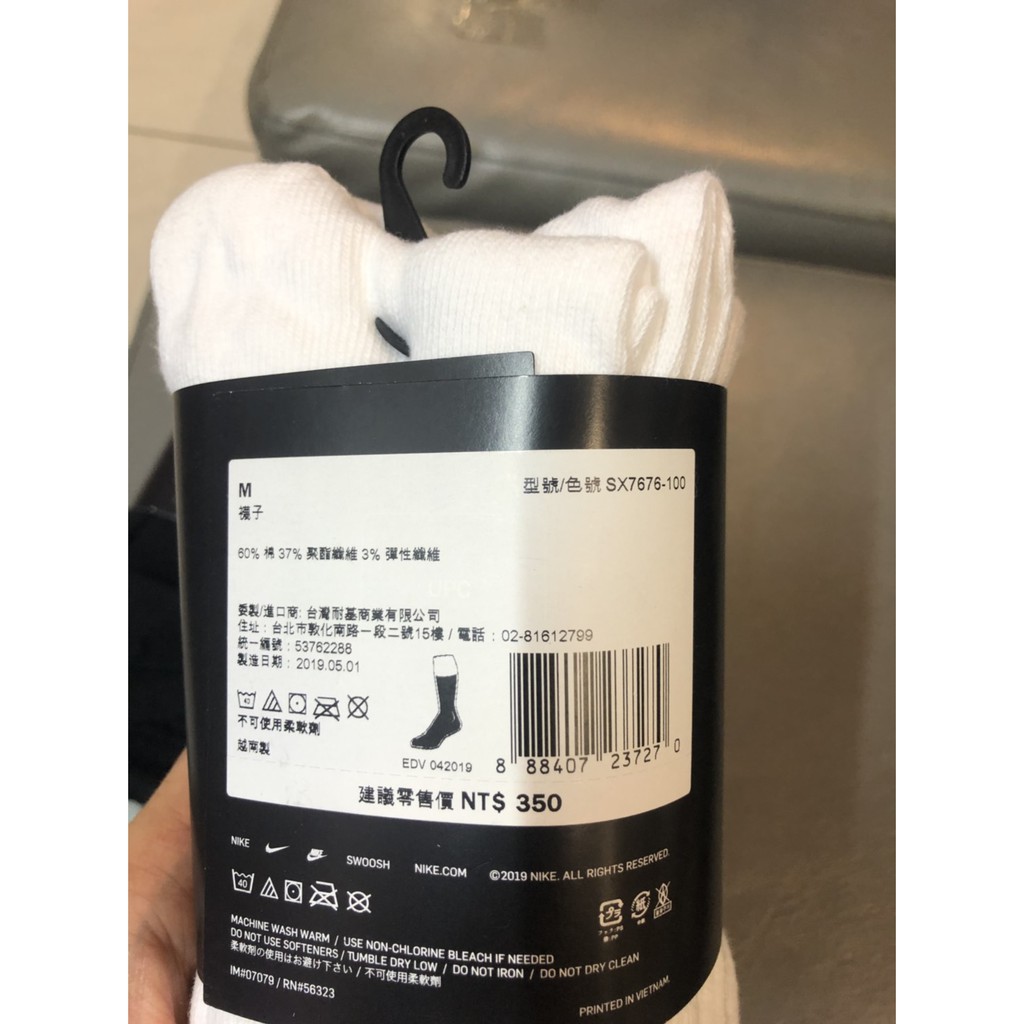 M
型號/色號 SX7676-100
襪子
60% 棉 37% 聚酯纖維 3% 彈性纖維
UPC
委製/進口商: 台灣耐基商業有限公司
住址: 台北市敦化南路一段二號15樓 / 電話 : 02-81612799
統一編號 : 53762288
製造日期 : 2019.05.01
40
不可使用柔軟劑
越南製
EDV 042019
8 88407 23727 0
建議零售價 NT$ 350
NIKE SWOOSH NIKE.COM ©2019 NIKE. ALL RIGHTS RESERVED.
40
MACHINE WASH WARM / USE NON-CHLORINE BLEACH IF NEEDED
DO NOT USE SOFTENERS / TUMBLE DRY LOW / DO NOT IRON / DO NOT DRY CLEAN
柔軟剤の使用はお避け下さい / 不可使用柔軟劑
IM#07079 / RN#56323
プラ
紙
PRINTED IN VIETNAM.